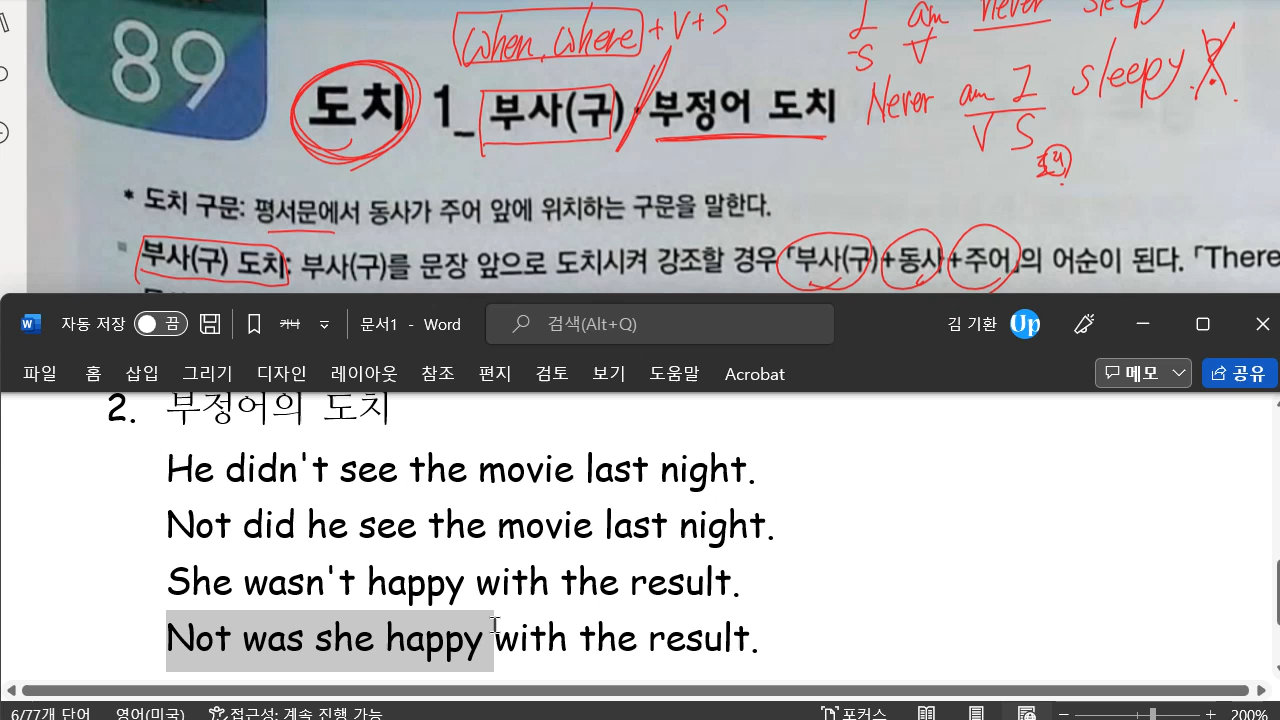 when, where + V + S
I am never sleepy
S V
89
도치 1_ 부사(구)·부정어 도치
Never am I sleepy.
V S
* 도치 구문: 평서문에서 동사가 주어 앞에 위치하는 구문을 말한다.
부사(구) 도치: 부사(구)를 문장 앞으로 도치시켜 강조할 경우 「부사(구)+동사+주어」의 어순이 된다. 「There
자동 저장 끔 가나 문서1 - Word 검색(Alt+Q) 김 기환 Up
파일 홈 삽입 그리기 디자인 레이아웃 참조 편지 검토 보기 도움말 Acrobat 메모 공유
2. 부정어의 도치
He didn't see the movie last night.
Not did he see the movie last night.
She wasn't happy with the result.
Not was she happy with the result.
6/77개 단어 영어(미국) 접근성: 계속 진행 가능 포커스 200%